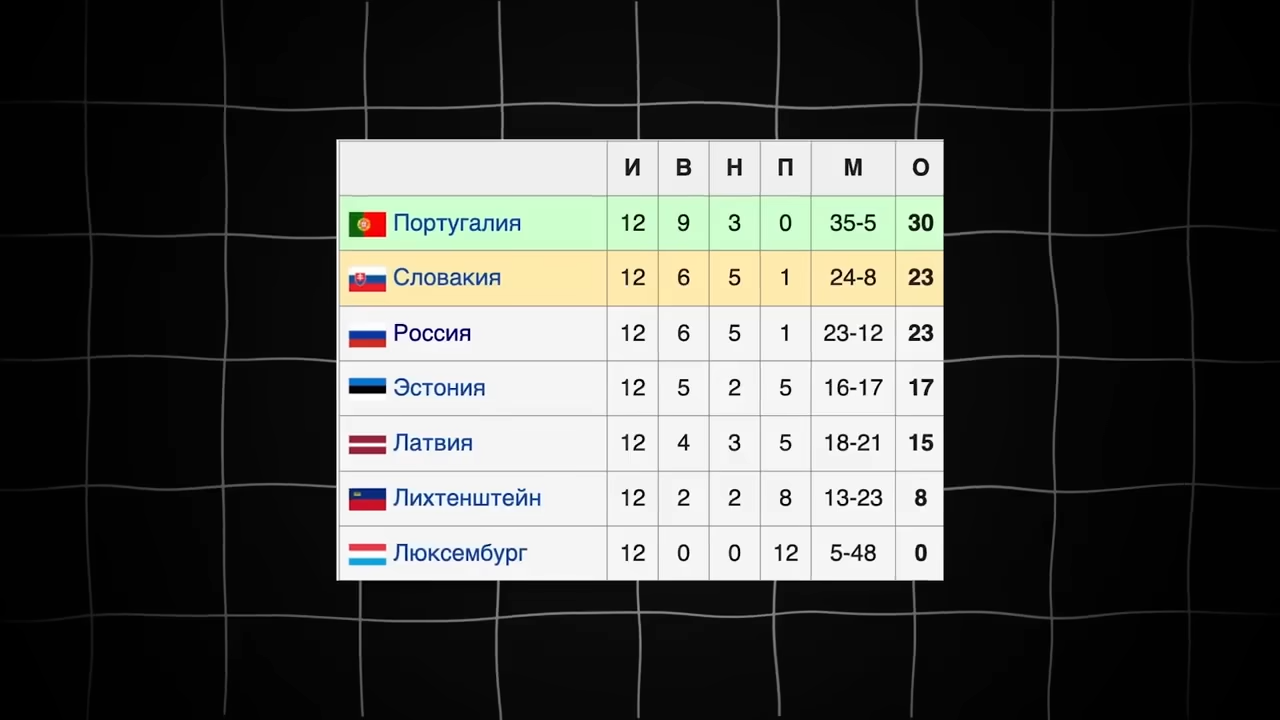 И В Н П М О
Португалия 12 9 3 0 35-5 30
Словакия 12 6 5 1 24-8 23
Россия 12 6 5 1 23-12 23
Эстония 12 5 2 5 16-17 17
Латвия 12 4 3 5 18-21 15
Лихтенштейн 12 2 2 8 13-23 8
Люксембург 12 0 0 12 5-48 0